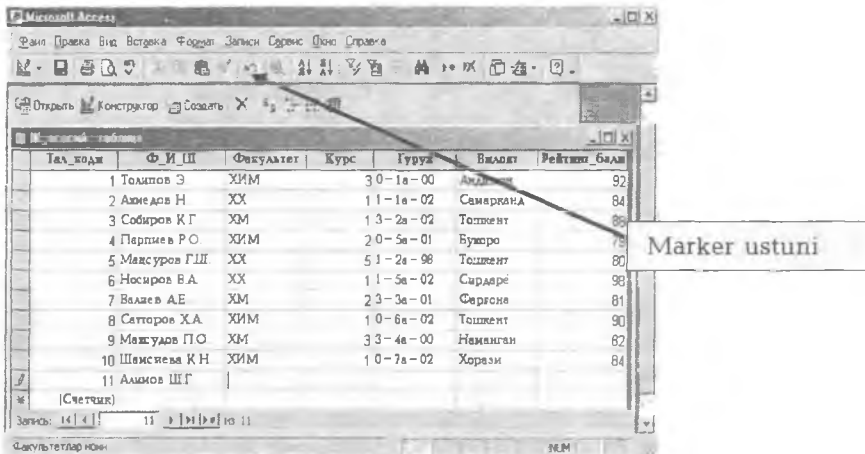 Microsoft Access
Файл Правка Вид Вставка Формат Записи Сервис Окно Справка
Открыть Конструктор Создать
таблица
Тал_коди Ф_И_Ш Факультет Курс Гурух Вилоят Рейтинг_бали
1 Толипов Э ХИМ 3 0-1а-00 92
2 Ахмедов Н ХХ 1 1-1а-02 Самарканд 84
3 Собиров К.Г ХМ 1 3-2а-02 Тошкент 88
4 Парпиев Р.О. ХИМ 2 0-5а-01 Бухоро 79
5 Мансуров Г.Ш. ХХ 5 1-2а-98 Тошкент 80
6 Носиров В.А. ХХ 1 1-5а-02 Сирдарё 98
7 Валиев А.Е ХМ 2 3-3а-01 Фаргона 81
8 Сатторов Х.А. ХИМ 1 0-6а-02 Тошкент 90
9 Махсудов П.О. ХМ 3 3-4а-00 Наманган 82
10 Шамсиева К.Н. ХИМ 1 0-7а-02 Хоразм 84
11 Алимов Ш.Г
(Счетчик)
Запись: 11 из 11
Факультетлар номи NUM
Marker ustuni